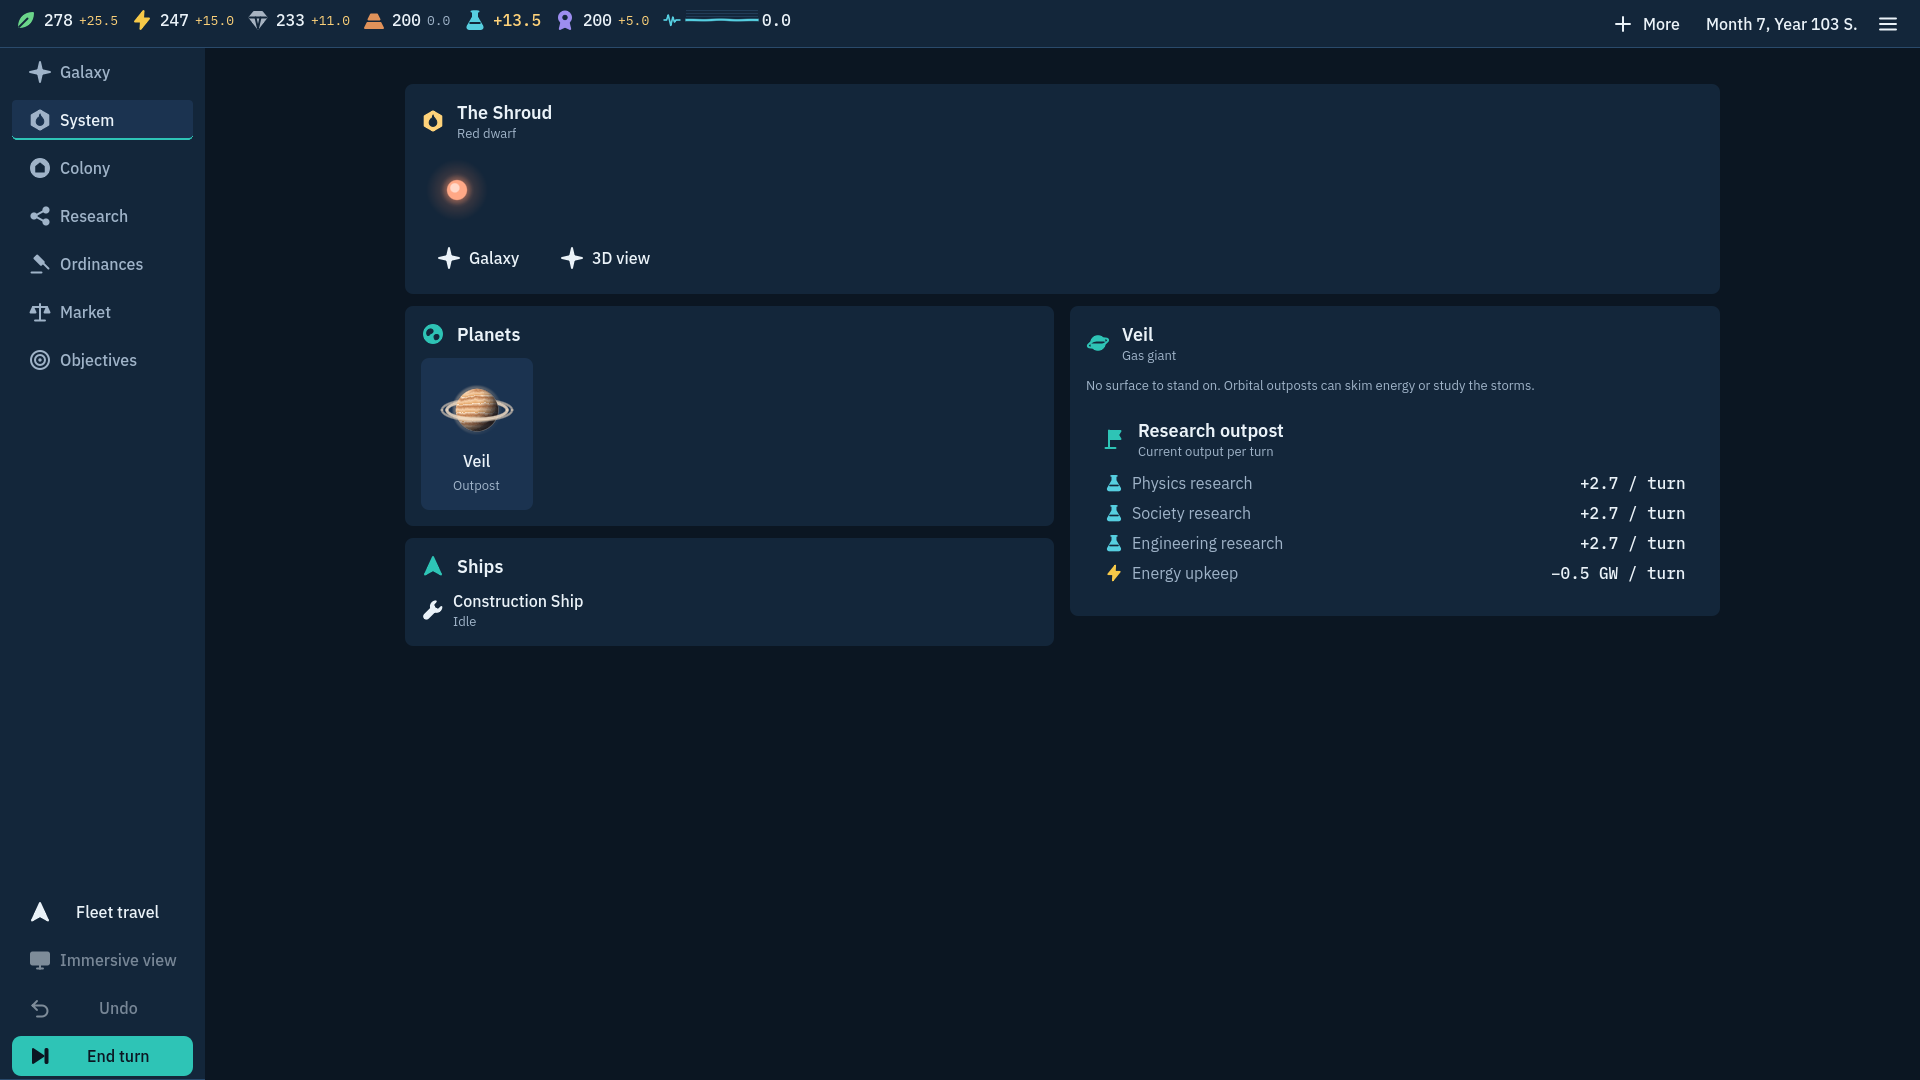 278 +25.5 247 +15.0 233 +11.0 200 0.0 +13.5 200 +5.0 0.0 More Month 7, Year 103 S.
Galaxy
System
Colony
Research
Ordinances
Market
Objectives
Fleet travel
Immersive view
Undo
End turn
The Shroud
Red dwarf
Galaxy 3D view
Planets
Veil
Outpost
Ships
Construction Ship
Idle
Veil
Gas giant
No surface to stand on. Orbital outposts can skim energy or study the storms.
Research outpost
Current output per turn
Physics research +2.7 / turn
Society research +2.7 / turn
Engineering research +2.7 / turn
Energy upkeep −0.5 GW / turn